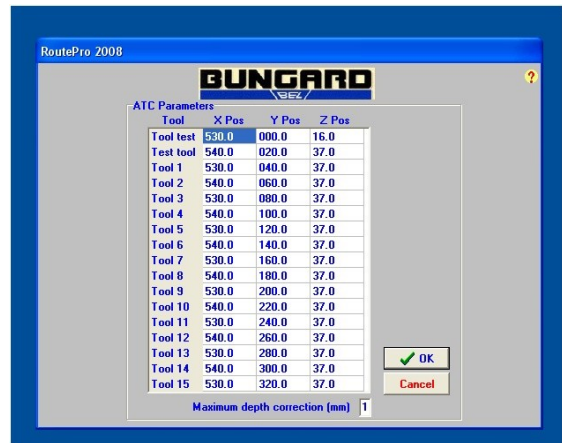 RoutePro 2008
BUNGARD
BEZ
?
ATC Parameters
Tool X Pos Y Pos Z Pos
Tool test 530.0 000.0 16.0
Test tool 540.0 020.0 37.0
Tool 1 530.0 040.0 37.0
Tool 2 540.0 060.0 37.0
Tool 3 530.0 080.0 37.0
Tool 4 540.0 100.0 37.0
Tool 5 530.0 120.0 37.0
Tool 6 540.0 140.0 37.0
Tool 7 530.0 160.0 37.0
Tool 8 540.0 180.0 37.0
Tool 9 530.0 200.0 37.0
Tool 10 540.0 220.0 37.0
Tool 11 530.0 240.0 37.0
Tool 12 540.0 260.0 37.0
Tool 13 530.0 280.0 37.0
Tool 14 540.0 300.0 37.0
Tool 15 530.0 320.0 37.0
OK
Cancel
Maximum depth correction (mm) 1